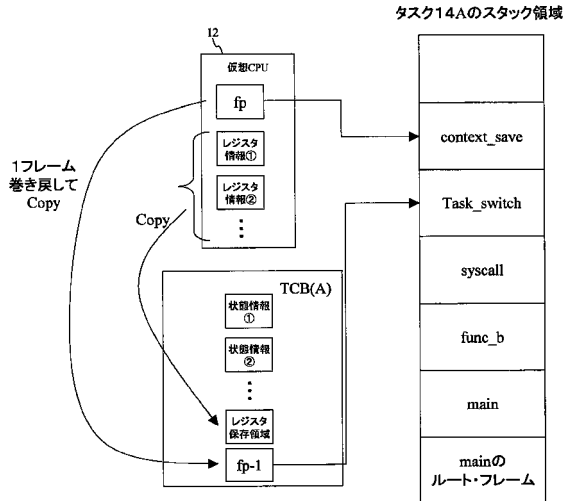 タスク14Aのスタック領域
12
仮想CPU
fp
レジスタ
情報①
レジスタ
情報②
1フレーム
巻き戻して
Copy
Copy
TCB(A)
状態情報
①
状態情報
②
レジスタ
保存領域
fp-1
context_save
Task_switch
syscall
func_b
main
mainの
ルート・フレーム